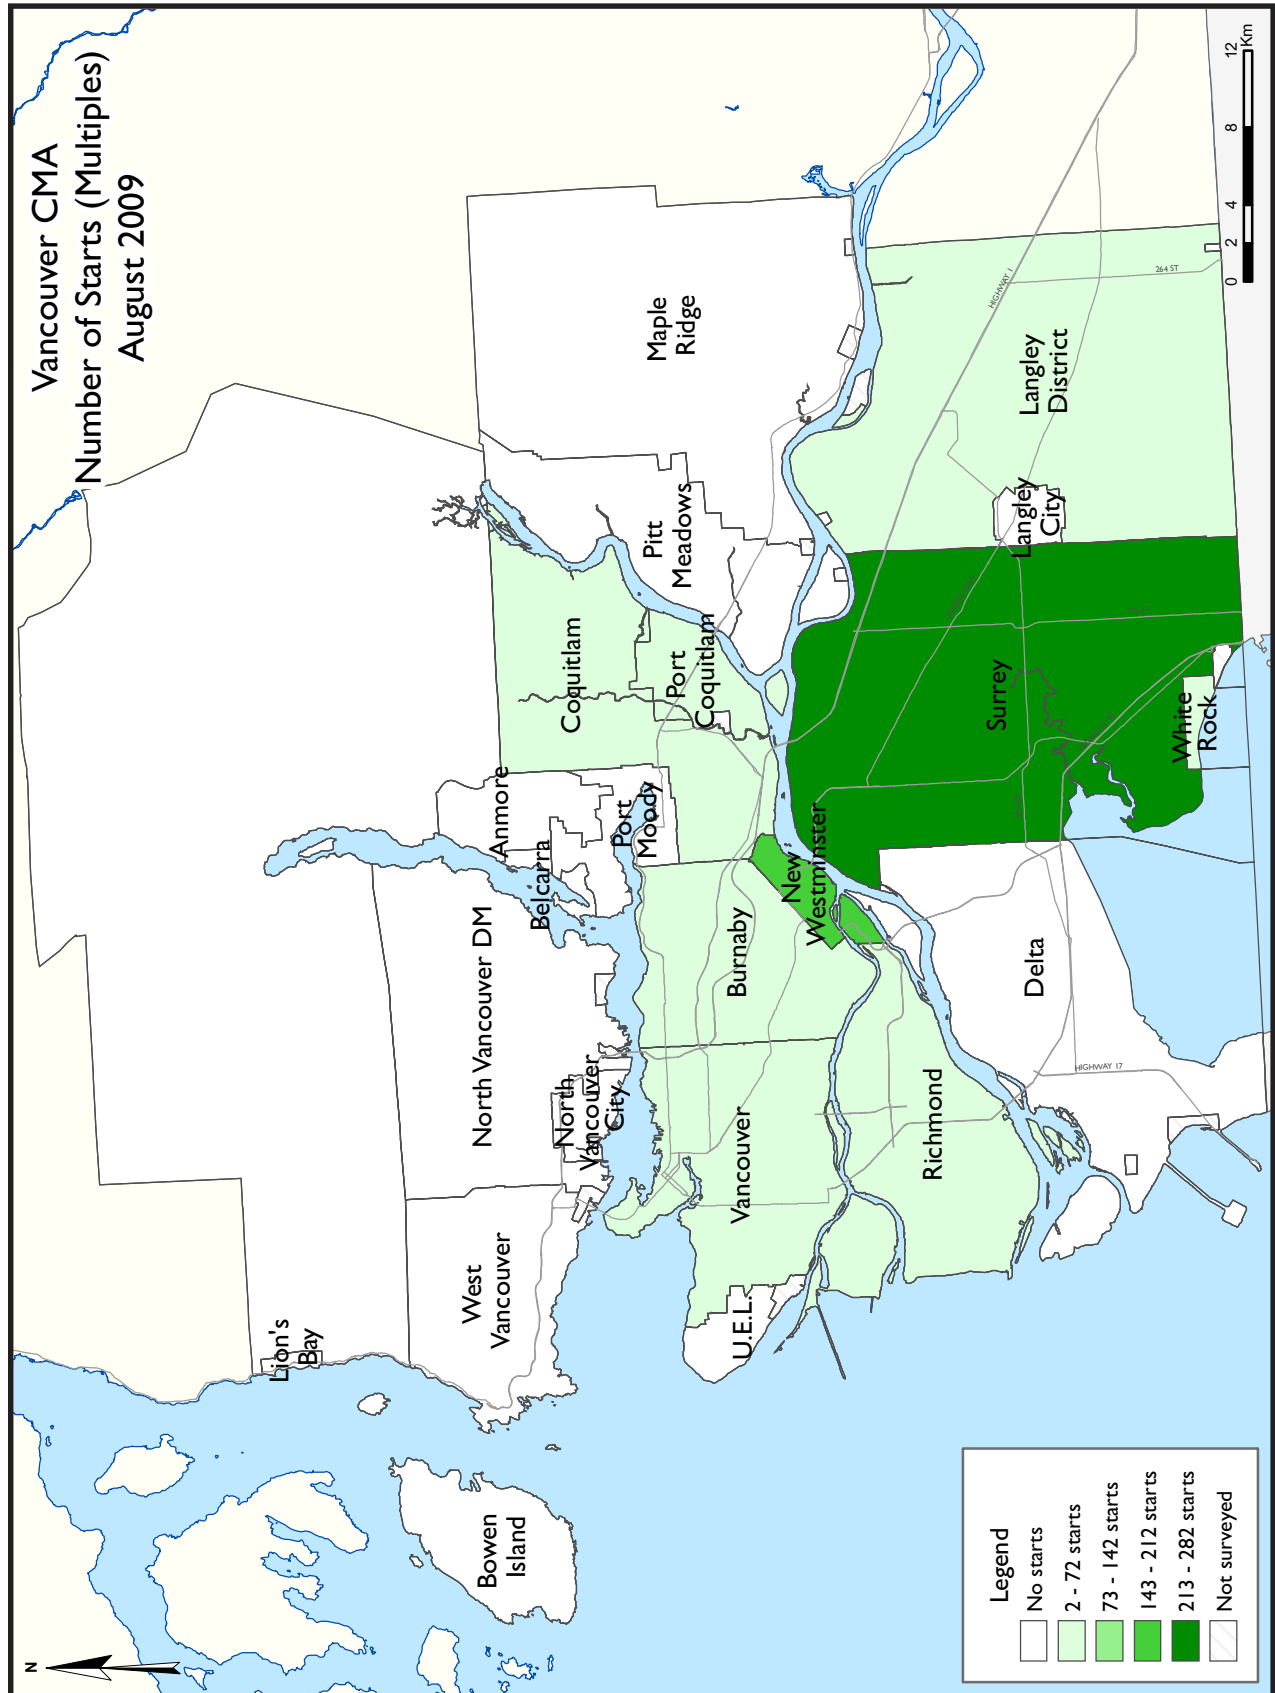 Vancouver CMA
Number of Starts (Multiples)
August 2009
N
Lion's
Bay
Bowen
Island
West
Vancouver
North Vancouver DM
North
Vancouver
City
Belcarra
Anmore
Port
Moody
Coquitlam
Port
Coquitlam
Pitt
Meadows
Maple
Ridge
U.E.L.
Vancouver
Burnaby
New
Westminster
Richmond
Delta
Surrey
White
Rock
Langley
City
Langley
District
HIGHWAY 1
264 ST
HIGHWAY 17
Legend
No starts
2 - 72 starts
73 - 142 starts
143 - 212 starts
213 - 282 starts
Not surveyed
0 2 4 8 12
Km